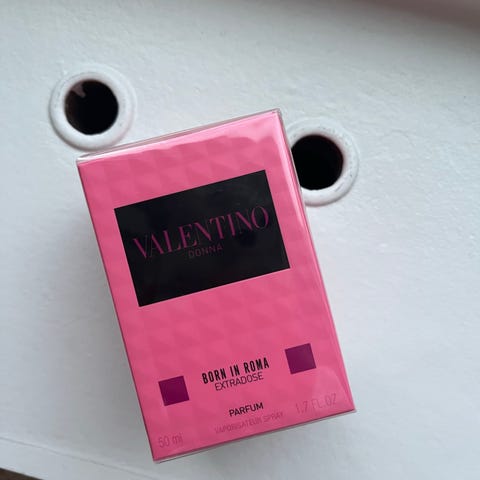 VALENTINO
DONNA
BORN IN ROMA
EXTRADOSE
PARFUM
VAPORISATEUR SPRAY
50 ml
1.7 FL.OZ